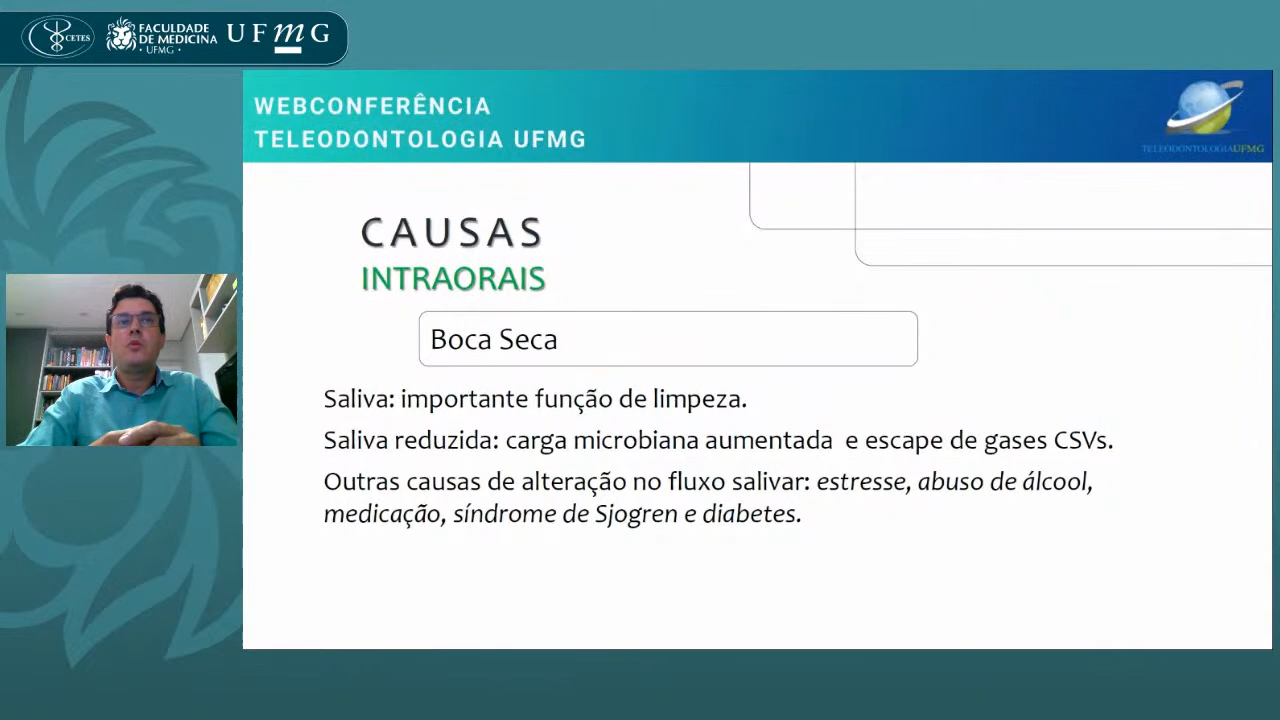 CETES
FACULDADE
DE MEDICINA
• UFMG •
UFmG
WEBCONFERÊNCIA
TELEODONTOLOGIA UFMG
TELEODONTOLOGIAUFMG
CAUSAS
INTRAORAIS
Boca Seca
Saliva: importante função de limpeza.
Saliva reduzida: carga microbiana aumentada e escape de gases CSVs.
Outras causas de alteração no fluxo salivar: estresse, abuso de álcool,
medicação, síndrome de Sjogren e diabetes.